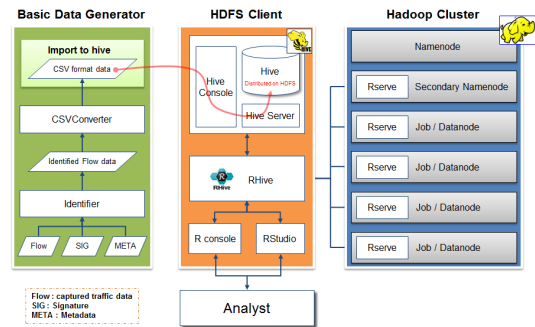 Basic Data Generator
Import to hive
CSV format data
CSVConverter
Identified Flow data
Identifier
Flow
SIG
META
Flow : captured traffic data
SIG : Signature
META : Metadata
HDFS Client
HIVE
Hive
Console
Hive
Distributed on HDFS
Hive Server
R
RHive
RHive
R console
RStudio
Analyst
Hadoop Cluster
Namenode
Rserve
Secondary Namenode
Rserve
Job / Datanode
Rserve
Job / Datanode
Rserve
Job / Datanode
Rserve
Job / Datanode